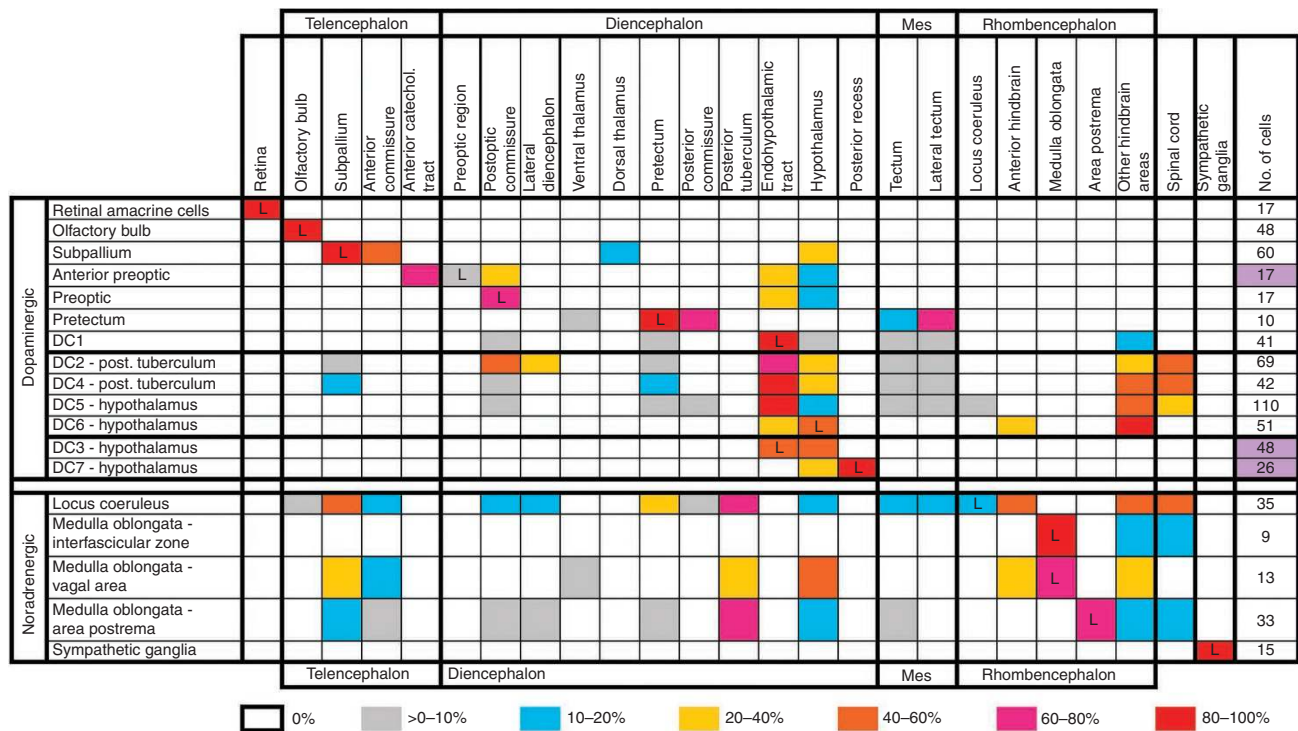 Telencephalon Diencephalon Mes Rhombencephalon
Retina
Olfactory bulb
Subpallium
Anterior
commissure
Anterior catechol.
tract
Preoptic region
Postoptic
commissure
Lateral
diencephalon
Ventral thalamus
Dorsal thalamus
Pretectum
Posterior
commissure
Posterior
tuberculum
Endohypothalamic
tract
Hypothalamus
Posterior recess
Tectum
Lateral tectum
Locus coeruleus
Anterior hindbrain
Medulla oblongata
Area postrema
Other hindbrain
areas
Spinal cord
Sympathetic
ganglia
No. of cells
Dopaminergic
Retinal amacrine cells L 17
Olfactory bulb L 48
Subpallium L 60
Anterior preoptic L 17
Preoptic L 17
Pretectum L 10
DC1 L 41
DC2 - post. tuberculum 69
DC4 - post. tuberculum 42
DC5 - hypothalamus 110
DC6 - hypothalamus L 51
DC3 - hypothalamus L 48
DC7 - hypothalamus L 26
Noradrenergic
Locus coeruleus L 35
Medulla oblongata -
interfascicular zone L 9
Medulla oblongata -
vagal area L 13
Medulla oblongata -
area postrema L 33
Sympathetic ganglia L 15
Telencephalon Diencephalon Mes Rhombencephalon
0% >0–10% 10–20% 20–40% 40–60% 60–80% 80–100%